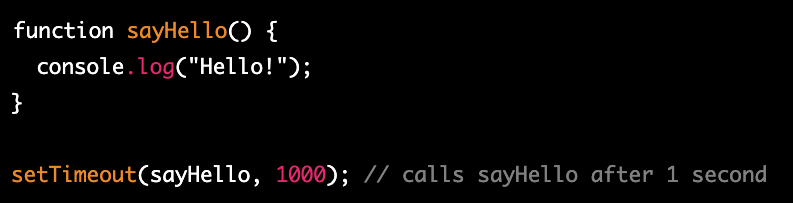 function sayHello() {
  console.log("Hello!");
}
setTimeout(sayHello, 1000); // calls sayHello after 1 second